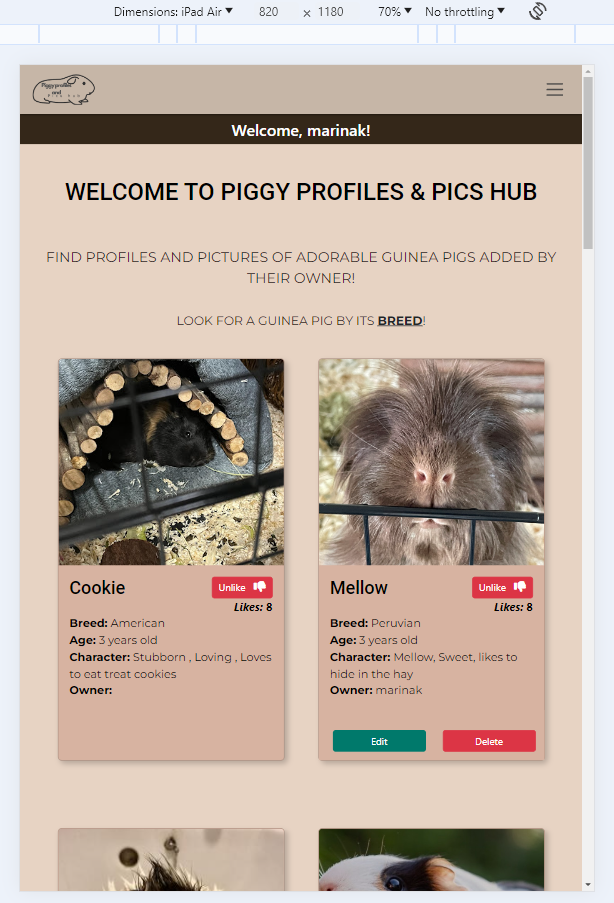 Dimensions: iPad Air 820 × 1180 70% No throttling
Piggyprofiles
and
Pics Hub
Welcome, marinak!
WELCOME TO PIGGY PROFILES & PICS HUB
FIND PROFILES AND PICTURES OF ADORABLE GUINEA PIGS ADDED BY
THEIR OWNER!
LOOK FOR A GUINEA PIG BY ITS BREED!
Cookie
Unlike
Likes: 8
Breed: American
Age: 3 years old
Character: Stubborn , Loving , Loves
to eat treat cookies
Owner:
Mellow
Unlike
Likes: 8
Breed: Peruvian
Age: 3 years old
Character: Mellow, Sweet, likes to
hide in the hay
Owner: marinak
Edit
Delete